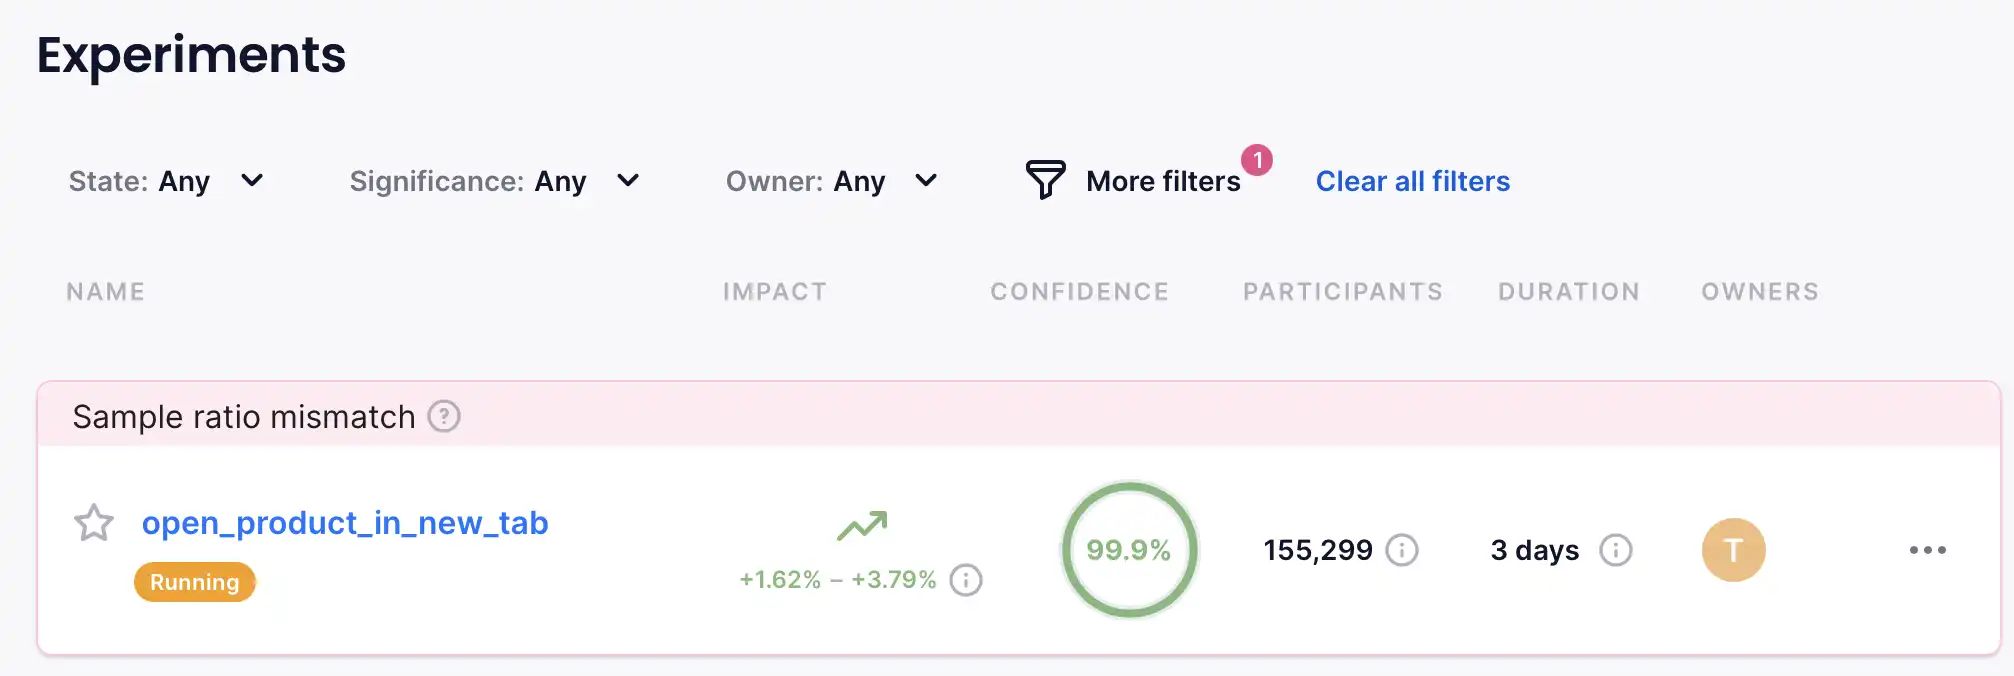 Experiments
State: Any Significance: Any Owner: Any More filters 1 Clear all filters
NAME IMPACT CONFIDENCE PARTICIPANTS DURATION OWNERS
Sample ratio mismatch ?
open_product_in_new_tab
Running
+1.62% – +3.79% i
99.9%
155,299 i
3 days i
T